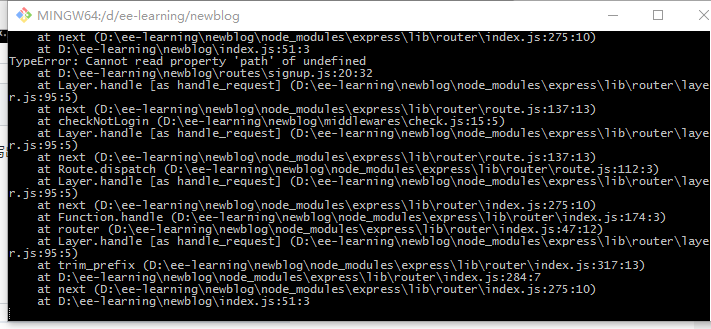 MINGW64:/d/ee-learning/newblog
    at next (D:\ee-learning\newblog\node_modules\express\lib\router\index.js:275:10)
    at D:\ee-learning\newblog\index.js:51:3
TypeError: Cannot read property 'path' of undefined
    at D:\ee-learning\newblog\routes\signup.js:20:32
    at Layer.handle [as handle_request] (D:\ee-learning\newblog\node_modules\express\lib\router\laye
r.js:95:5)
    at next (D:\ee-learning\newblog\node_modules\express\lib\router\route.js:137:13)
    at checkNotLogin (D:\ee-learning\newblog\middlewares\check.js:15:5)
    at Layer.handle [as handle_request] (D:\ee-learning\newblog\node_modules\express\lib\router\laye
r.js:95:5)
    at next (D:\ee-learning\newblog\node_modules\express\lib\router\route.js:137:13)
    at Route.dispatch (D:\ee-learning\newblog\node_modules\express\lib\router\route.js:112:3)
    at Layer.handle [as handle_request] (D:\ee-learning\newblog\node_modules\express\lib\router\laye
r.js:95:5)
    at next (D:\ee-learning\newblog\node_modules\express\lib\router\index.js:275:10)
    at Function.handle (D:\ee-learning\newblog\node_modules\express\lib\router\index.js:174:3)
    at router (D:\ee-learning\newblog\node_modules\express\lib\router\index.js:47:12)
    at Layer.handle [as handle_request] (D:\ee-learning\newblog\node_modules\express\lib\router\laye
r.js:95:5)
    at trim_prefix (D:\ee-learning\newblog\node_modules\express\lib\router\index.js:317:13)
    at D:\ee-learning\newblog\node_modules\express\lib\router\index.js:284:7
    at next (D:\ee-learning\newblog\node_modules\express\lib\router\index.js:275:10)
    at D:\ee-learning\newblog\index.js:51:3